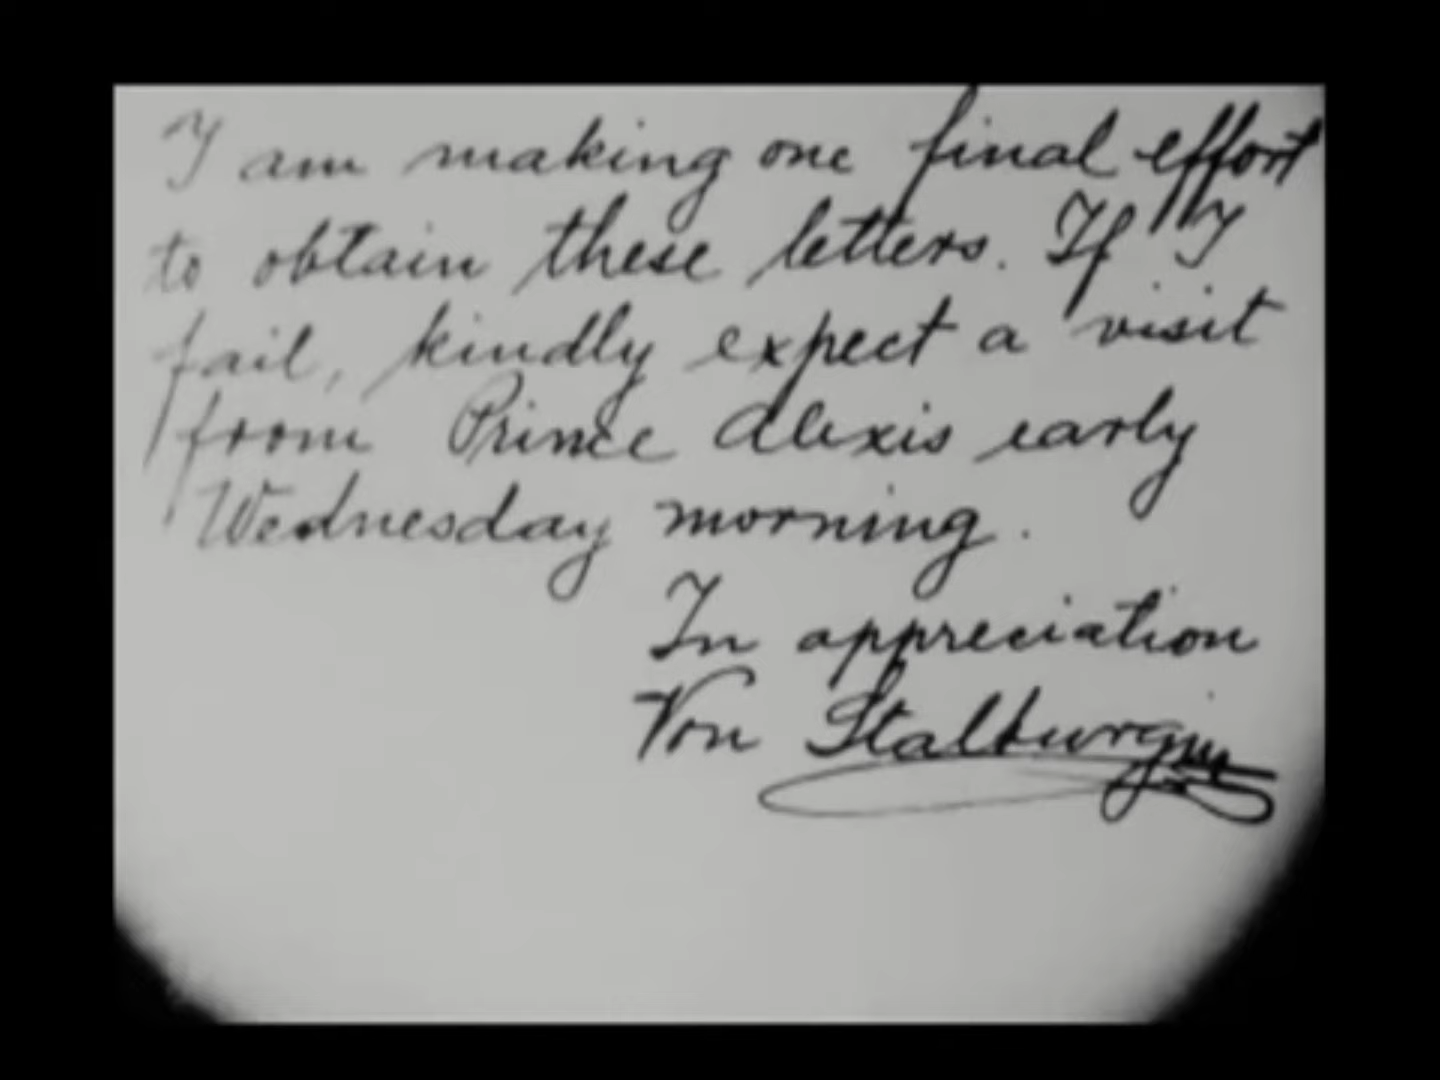 I am making one final effort
to obtain these letters. If I
fail, kindly expect a visit
from Prince Alexis early
Wednesday morning.
In appreciation
Von Stalburg